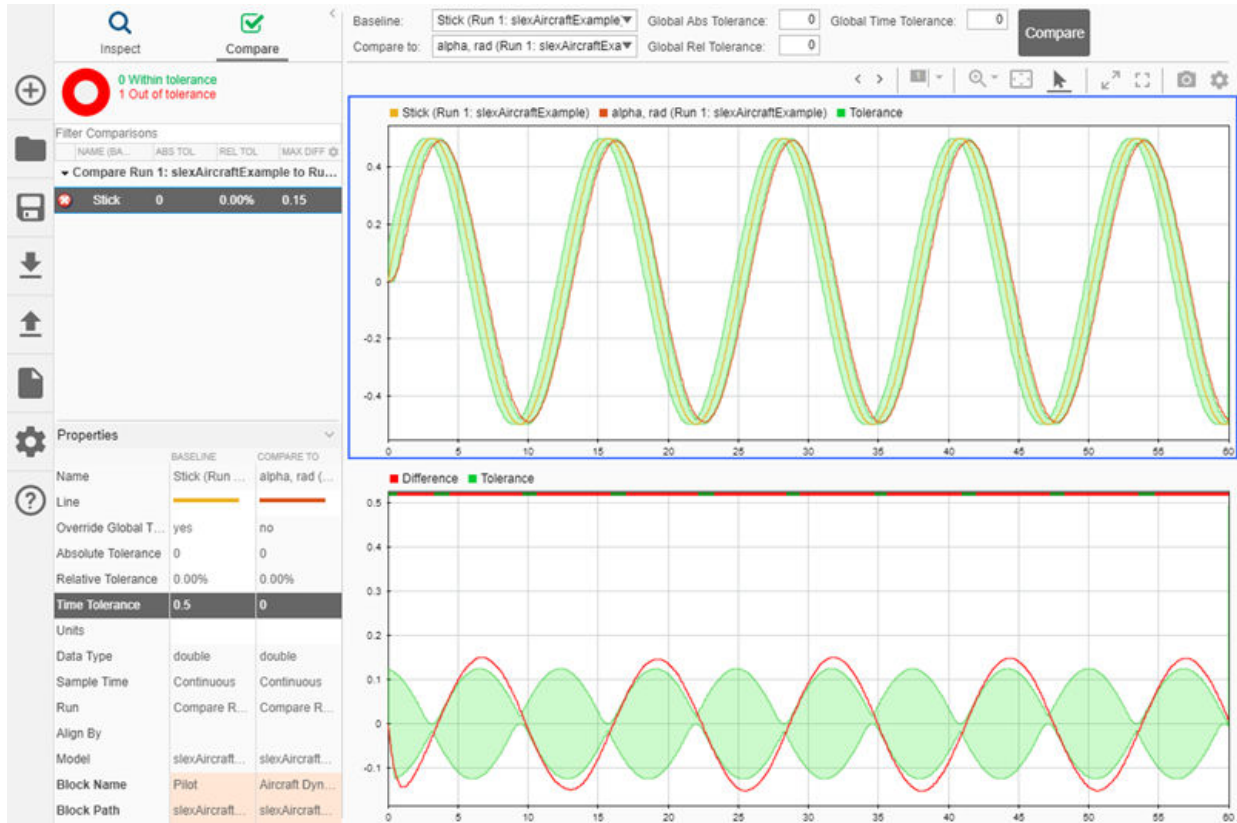 Inspect
Compare
0 Within tolerance
1 Out of tolerance
Filter Comparisons
NAME (BA... ABS TOL REL TOL MAX DIFF
Compare Run 1: slexAircraftExample to Ru...
Stick 0 0.00% 0.15
Properties
BASELINE COMPARE TO
Name Stick (Run ... alpha, rad (...
Line
Override Global T... yes no
Absolute Tolerance 0 0
Relative Tolerance 0.00% 0.00%
Time Tolerance 0.5 0
Units
Data Type double double
Sample Time Continuous Continuous
Run Compare R... Compare R...
Align By
Model slexAircraft... slexAircraft...
Block Name Pilot Aircraft Dyn...
Block Path slexAircraft... slexAircraft...
Baseline: Stick (Run 1: slexAircraftExample) Global Abs Tolerance: 0 Global Time Tolerance: 0
Compare to: alpha, rad (Run 1: slexAircraftExa Global Rel Tolerance: 0
Compare
1
Stick (Run 1: slexAircraftExample) alpha, rad (Run 1: slexAircraftExample) Tolerance
0.4
0.2
0
-0.2
-0.4
0 5 10 15 20 25 30 35 40 45 50 55 60
Difference Tolerance
0.5
0.4
0.3
0.2
0.1
0
-0.1
0 5 10 15 20 25 30 35 40 45 50 55 60